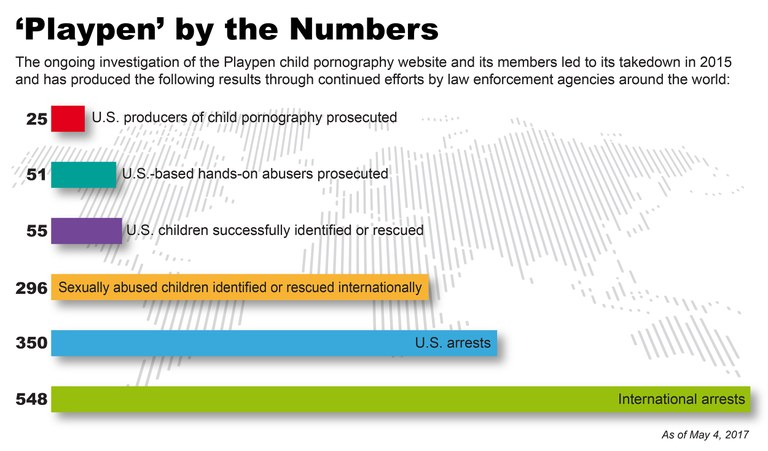 ‘Playpen’ by the Numbers
The ongoing investigation of the Playpen child pornography website and its members led to its takedown in 2015
and has produced the following results through continued efforts by law enforcement agencies around the world:
25 U.S. producers of child pornography prosecuted
51 U.S.-based hands-on abusers prosecuted
55 U.S. children successfully identified or rescued
296 Sexually abused children identified or rescued internationally
350 U.S. arrests
548 International arrests
As of May 4, 2017